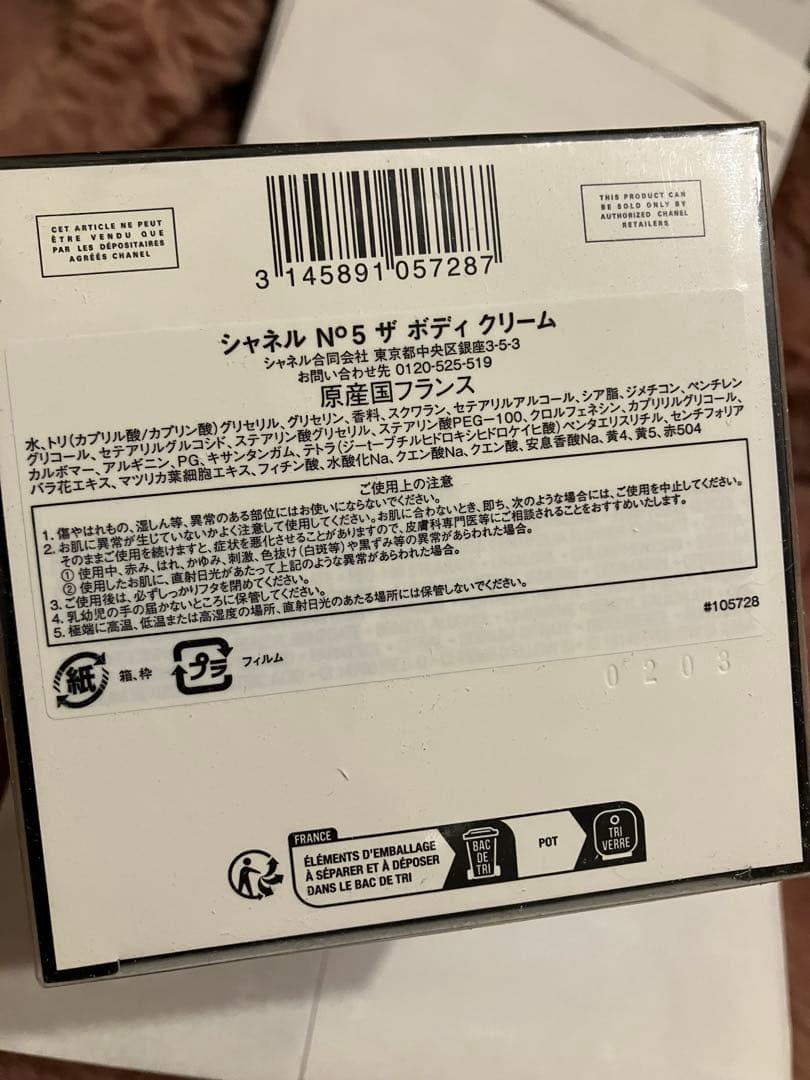 CET ARTICLE NE PEUT
ÊTRE VENDU QUE
PAR LES DÉPOSITAIRES
AGRÉÉS CHANEL
3 145891 057287
THIS PRODUCT CAN
BE SOLD ONLY BY
AUTHORIZED CHANEL
RETAILERS
シャネル Nº5 ザ ボディ クリーム
シャネル合同会社 東京都中央区銀座3-5-3
お問い合わせ先 0120-525-519
原産国フランス
水、トリ(カプリル酸/カプリン酸)グリセリル、グリセリン、香料、スクワラン、セテアリルアルコール、シア脂、ジメチコン、ペンチレン
グリコール、セテアリルグルコシド、ステアリン酸グリセリル、ステアリン酸PEG-100、クロルフェネシン、カプリリルグリコール、
カルボマー、アルギニン、PG、キサンタンガム、テトラ(ジ-t-ブチルヒドロキシヒドロケイヒ酸)ペンタエリスリチル、センチフォリア
バラ花エキス、マツリカ葉細胞エキス、フィチン酸、水酸化Na、クエン酸Na、クエン酸、安息香酸Na、黄4、黄5、赤504
ご使用上の注意
1. 傷やはれもの、湿しん等、異常のある部位にはお使いにならないでください。
2. お肌に異常が生じていないかよく注意して使用してください。お肌に合わないとき、即ち、次のような場合には、ご使用を中止してください。
そのままご使用を続けますと、症状を悪化させることがありますので、皮膚科専門医等にご相談されることをおすすめいたします。
① 使用中、赤み、はれ、かゆみ、刺激、色抜け(白斑等)や黒ずみ等の異常があらわれた場合。
② 使用したお肌に、直射日光があたって上記のような異常があらわれた場合。
3. ご使用後は、必ずしっかりフタを閉めてください。
4. 乳幼児の手の届かないところに保管してください。
5. 極端に高温、低温または高湿度の場所、直射日光のあたる場所には保管しないでください。
#105728
紙 箱、枠 プラ フィルム
0203
FRANCE
ÉLÉMENTS D'EMBALLAGE
À SÉPARER ET À DÉPOSER
DANS LE BAC DE TRI
BAC
DE
TRI
POT
TRI
VERRE